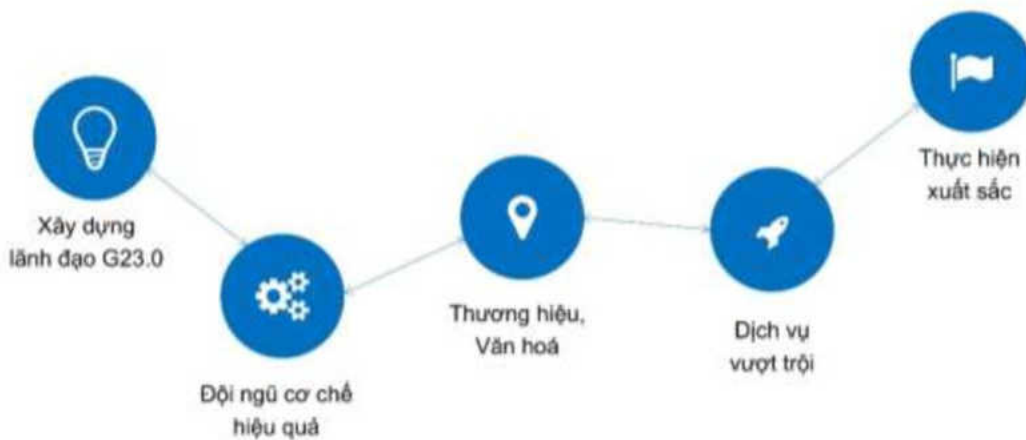 Xây dựng
lãnh đạo G23.0
Đội ngũ cơ chế
hiệu quả
Thương hiệu,
Văn hoá
Dịch vụ
vượt trội
Thực hiện
xuất sắc